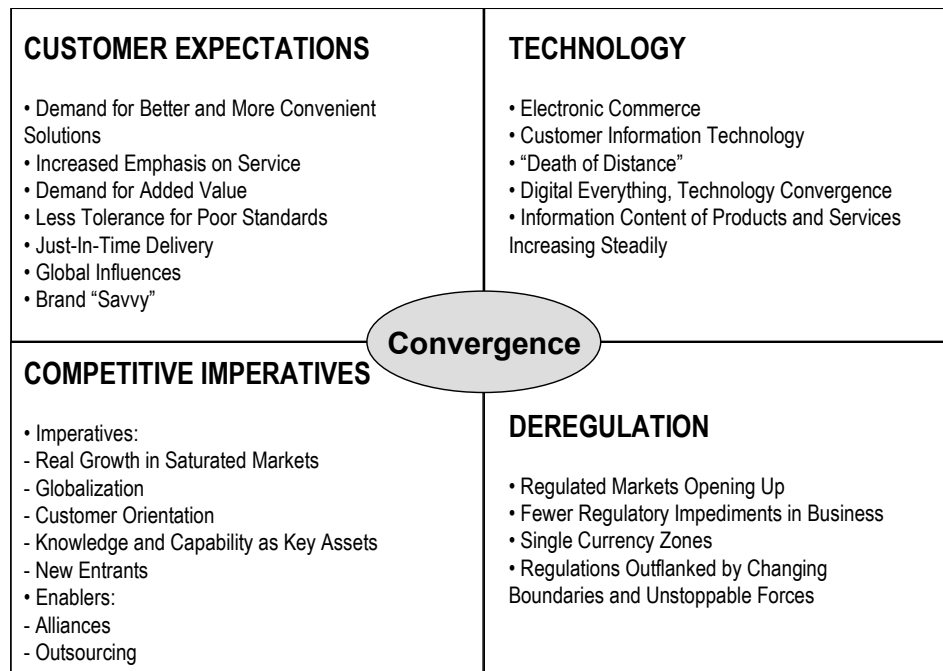 CUSTOMER EXPECTATIONS
• Demand for Better and More Convenient
Solutions
• Increased Emphasis on Service
• Demand for Added Value
• Less Tolerance for Poor Standards
• Just-In-Time Delivery
• Global Influences
• Brand “Savvy”
TECHNOLOGY
• Electronic Commerce
• Customer Information Technology
• “Death of Distance”
• Digital Everything, Technology Convergence
• Information Content of Products and Services
Increasing Steadily
Convergence
COMPETITIVE IMPERATIVES
• Imperatives:
- Real Growth in Saturated Markets
- Globalization
- Customer Orientation
- Knowledge and Capability as Key Assets
- New Entrants
• Enablers:
- Alliances
- Outsourcing
DEREGULATION
• Regulated Markets Opening Up
• Fewer Regulatory Impediments in Business
• Single Currency Zones
• Regulations Outflanked by Changing
Boundaries and Unstoppable Forces